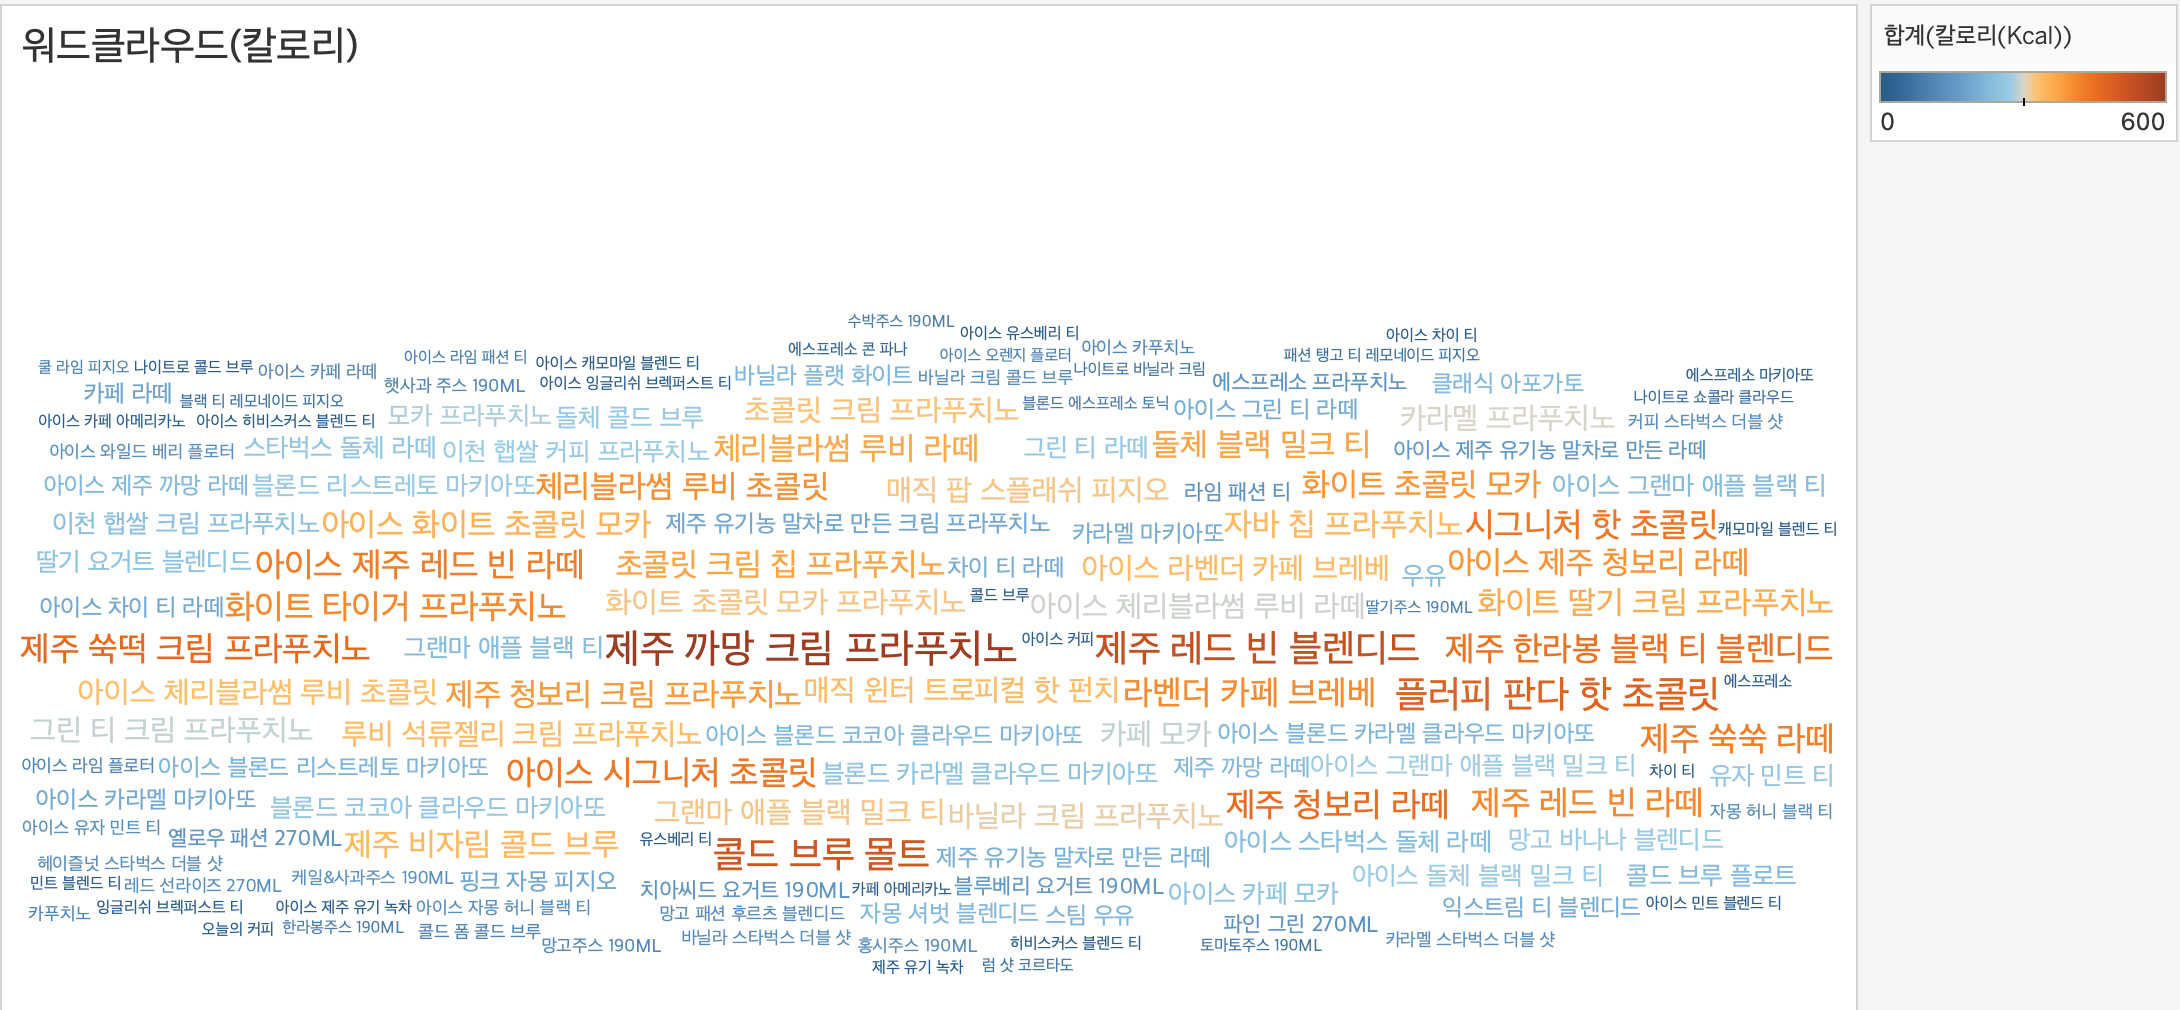 워드클라우드(칼로리)
합계(칼로리(Kcal))
0 600
수박주스 190ML
아이스 유스베리 티
아이스 차이 티
에스프레소 콘 파나
아이스 오렌지 플로터
아이스 카푸치노
패션 탱고 티 레모네이드 피지오
쿨 라임 피지오 나이트로 콜드 브루 아이스 카페 라떼
아이스 라임 패션 티
아이스 캐모마일 블렌드 티
바닐라 플랫 화이트 바닐라 크림 콜드 브루 나이트로 바닐라 크림
카페 라떼
햇사과 주스 190ML 아이스 잉글리쉬 브렉퍼스트 티
에스프레소 프라푸치노 클래식 아포가토
에스프레소 마키아또
블랙 티 레모네이드 피지오
나이트로 쇼콜라 클라우드
아이스 카페 아메리카노 아이스 히비스커스 블렌드 티 모카 프라푸치노 돌체 콜드 브루 초콜릿 크림 프라푸치노 블론드 에스프레소 토닉 아이스 그린 티 라떼 카라멜 프라푸치노 커피 스타벅스 더블 샷
아이스 와일드 베리 플로터 스타벅스 돌체 라떼 이천 햅쌀 커피 프라푸치노 체리블라썸 루비 라떼 그린 티 라떼 돌체 블랙 밀크 티 아이스 제주 유기농 말차로 만든 라떼
아이스 제주 까망 라떼 블론드 리스트레토 마키아또 체리블라썸 루비 초콜릿 매직 팝 스플래쉬 피지오 라임 패션 티 화이트 초콜릿 모카 아이스 그랜마 애플 블랙 티
이천 햅쌀 크림 프라푸치노 아이스 화이트 초콜릿 모카 제주 유기농 말차로 만든 크림 프라푸치노 카라멜 마키아또 자바 칩 프라푸치노 시그니처 핫 초콜릿 캐모마일 블렌드 티
딸기 요거트 블렌디드 아이스 제주 레드 빈 라떼 초콜릿 크림 칩 프라푸치노 차이 티 라떼 아이스 라벤더 카페 브레베 우유 아이스 제주 청보리 라떼
아이스 차이 티 라떼 화이트 타이거 프라푸치노 화이트 초콜릿 모카 프라푸치노 콜드 브루 아이스 체리블라썸 루비 라떼 딸기주스 190ML 화이트 딸기 크림 프라푸치노
제주 쑥떡 크림 프라푸치노 그랜마 애플 블랙 티 제주 까망 크림 프라푸치노 아이스 커피 제주 레드 빈 블렌디드 제주 한라봉 블랙 티 블렌디드
아이스 체리블라썸 루비 초콜릿 제주 청보리 크림 프라푸치노 매직 윈터 트로피컬 핫 펀치 라벤더 카페 브레베 플러피 판다 핫 초콜릿 에스프레소
그린 티 크림 프라푸치노 루비 석류젤리 크림 프라푸치노 아이스 블론드 코코아 클라우드 마키아또 카페 모카 아이스 블론드 카라멜 클라우드 마키아또 제주 쑥쑥 라떼
아이스 라임 플로터 아이스 블론드 리스트레토 마키아또 아이스 시그니처 초콜릿 블론드 카라멜 클라우드 마키아또 제주 까망 라떼 아이스 그랜마 애플 블랙 밀크 티 차이 티 유자 민트 티
아이스 카라멜 마키아또 블론드 코코아 클라우드 마키아또 그랜마 애플 블랙 밀크 티 바닐라 크림 프라푸치노 제주 청보리 라떼 제주 레드 빈 라떼 자몽 허니 블랙 티
아이스 유자 민트 티 옐로우 패션 270ML 제주 비자림 콜드 브루 유스베리 티 콜드 브루 몰트 제주 유기농 말차로 만든 라떼 아이스 스타벅스 돌체 라떼 망고 바나나 블렌디드
헤이즐넛 스타벅스 더블 샷
민트 블렌드 티 레드 선라이즈 270ML 케일&사과주스 190ML 핑크 자몽 피지오 치아씨드 요거트 190ML 카페 아메리카노 블루베리 요거트 190ML 아이스 카페 모카 아이스 돌체 블랙 밀크 티 콜드 브루 플로트
카푸치노 잉글리쉬 브렉퍼스트 티 아이스 제주 유기 녹차 아이스 자몽 허니 블랙 티 망고 패션 후르츠 블렌디드 자몽 셔벗 블렌디드 스팀 우유 파인 그린 270ML 익스트림 티 블렌디드 아이스 민트 블렌드 티
오늘의 커피 한라봉주스 190ML 콜드 폼 콜드 브루 망고주스 190ML 바닐라 스타벅스 더블 샷 홍시주스 190ML 히비스커스 블렌드 티 토마토주스 190ML 카라멜 스타벅스 더블 샷
제주 유기 녹차 럼 샷 코르타도